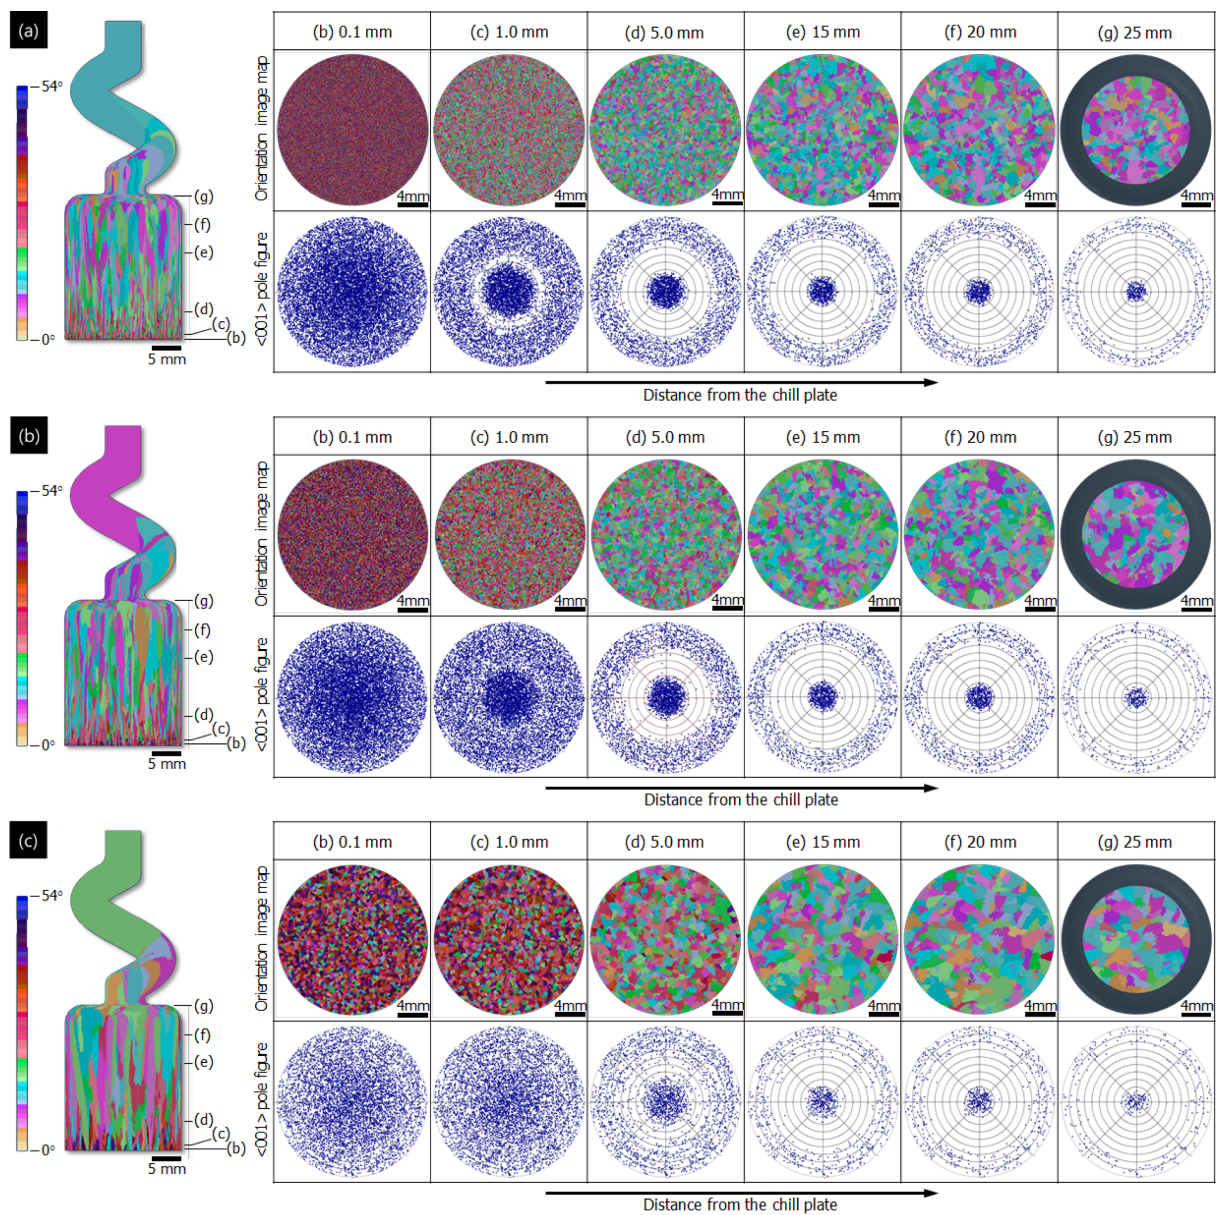 (a)
(b) 0.1 mm
(c) 1.0 mm
(d) 5.0 mm
(e) 15 mm
(f) 20 mm
(g) 25 mm
54°
0°
(g)
(f)
(e)
(d)
(c)
(b)
5 mm
Orientation image map
4mm
4mm
4mm
4mm
4mm
4mm
<001> pole figure
Distance from the chill plate
(b)
(b) 0.1 mm
(c) 1.0 mm
(d) 5.0 mm
(e) 15 mm
(f) 20 mm
(g) 25 mm
54°
0°
(g)
(f)
(e)
(d)
(c)
(b)
5 mm
Orientation image map
4mm
4mm
4mm
4mm
4mm
4mm
<001> pole figure
Distance from the chill plate
(c)
(b) 0.1 mm
(c) 1.0 mm
(d) 5.0 mm
(e) 15 mm
(f) 20 mm
(g) 25 mm
54°
0°
(g)
(f)
(e)
(d)
(c)
(b)
5 mm
Orientation image map
4mm
4mm
4mm
4mm
4mm
4mm
<001> pole figure
Distance from the chill plate